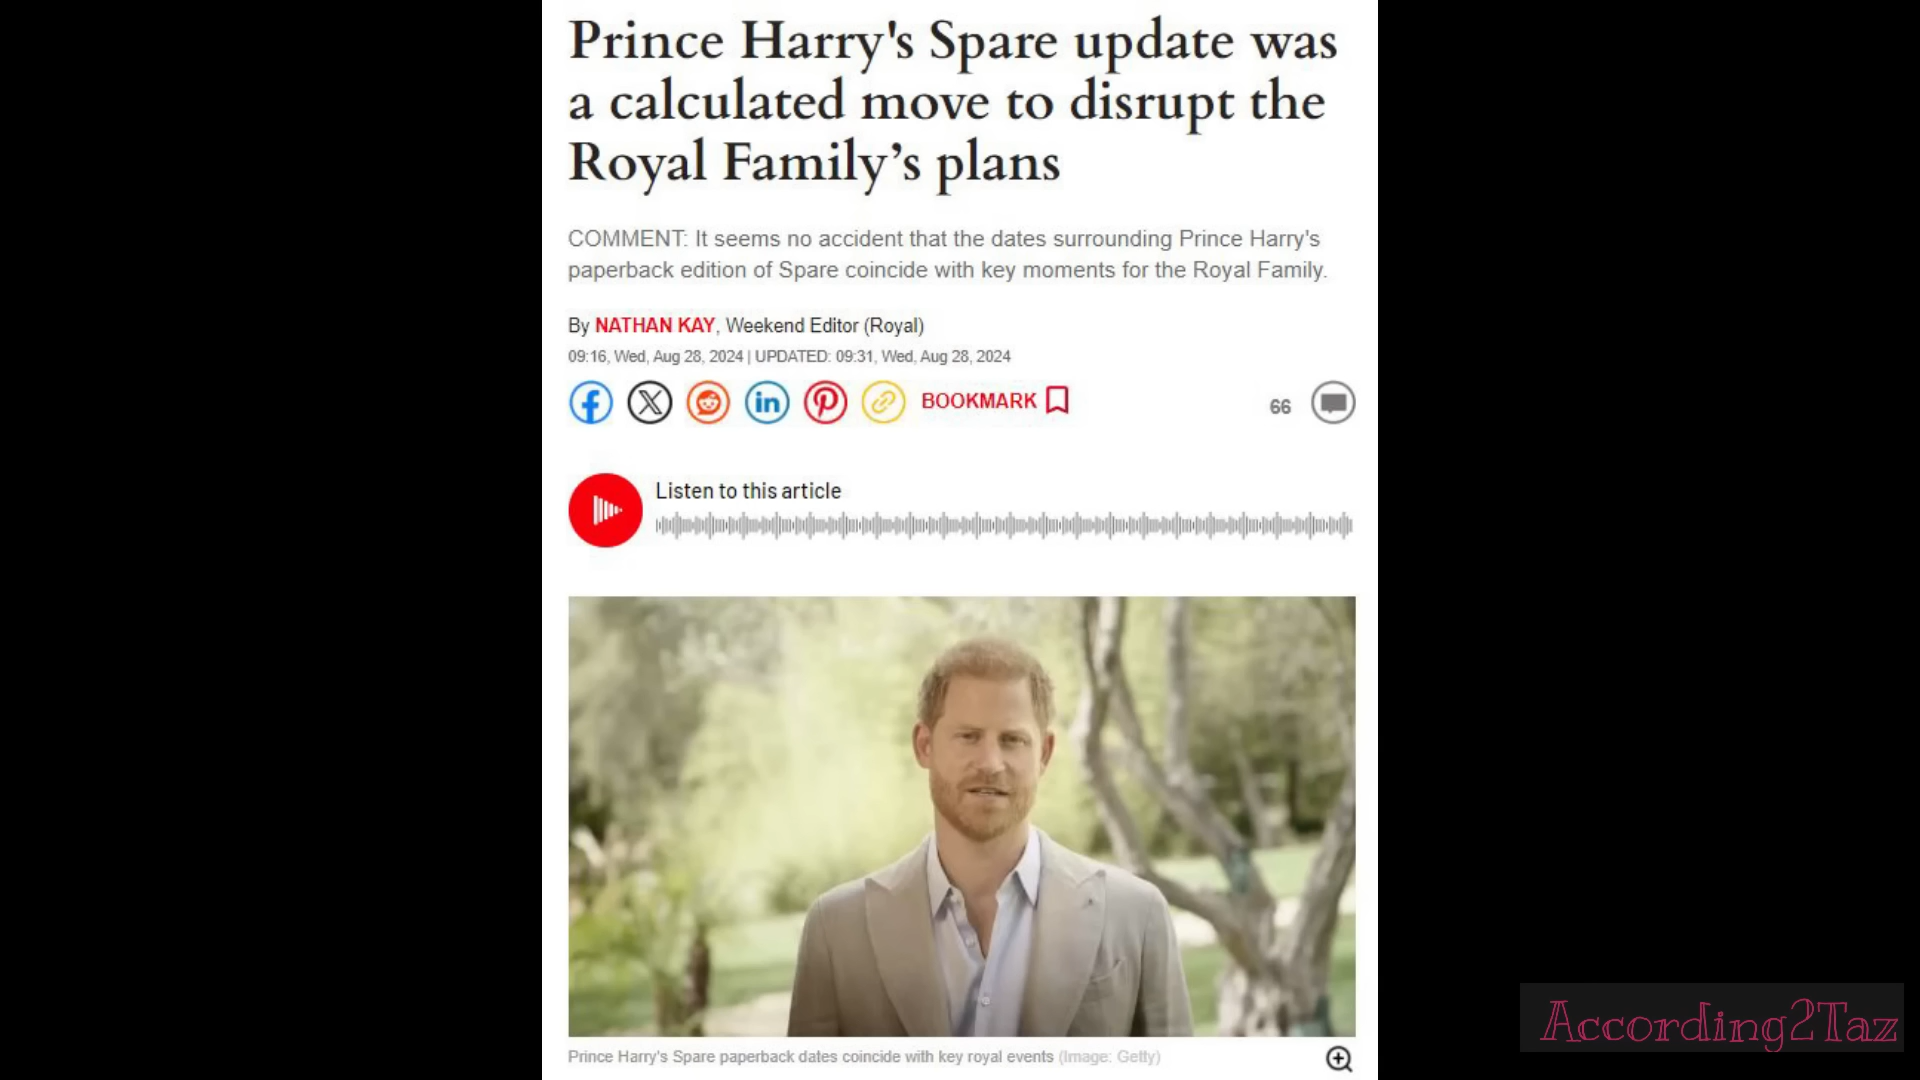 Prince Harry's Spare update was
a calculated move to disrupt the
Royal Family’s plans
COMMENT: It seems no accident that the dates surrounding Prince Harry's
paperback edition of Spare coincide with key moments for the Royal Family.
By NATHAN KAY, Weekend Editor (Royal)
09:16, Wed, Aug 28, 2024 | UPDATED: 09:31, Wed, Aug 28, 2024
BOOKMARK
66
Listen to this article
Prince Harry's Spare paperback dates coincide with key royal events (Image: Getty)
According2Taz